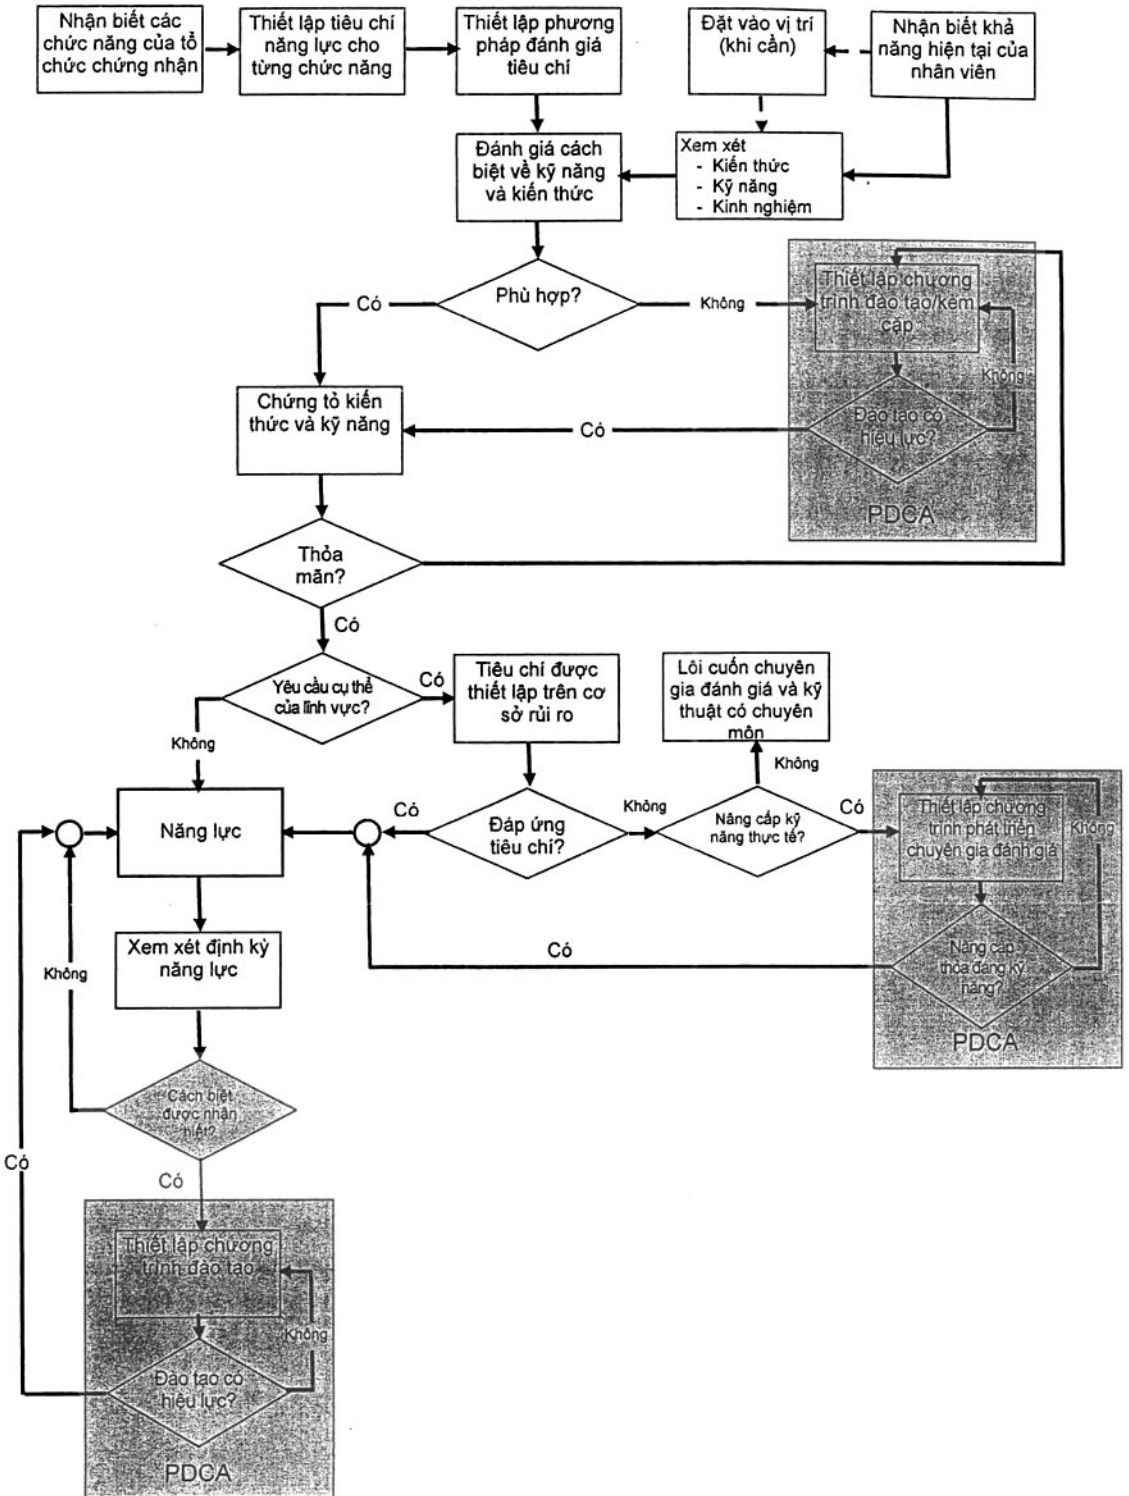 Nhận biết các
chức năng của tổ
chức chứng nhận
Thiết lập tiêu chí
năng lực cho
từng chức năng
Thiết lập phương
pháp đánh giá
tiêu chí
Đặt vào vị trí
(khi cần)
Nhận biết khả
năng hiện tại của
nhân viên
Đánh giá cách
biệt về kỹ năng
và kiến thức
Xem xét
- Kiến thức
- Kỹ năng
- Kinh nghiệm
Phù hợp?
Có
Không
Thiết lập chương
trình đào tạo/kèm
cặp
Không
Chứng tỏ kiến
thức và kỹ năng
Có
Đào tạo có
hiệu lực?
PDCA
Thỏa
mãn?
Có
Yêu cầu cụ thể
của lĩnh vực?
Có
Không
Tiêu chí được
thiết lập trên cơ
sở rủi ro
Lôi cuốn chuyên
gia đánh giá và kỹ
thuật có chuyên
môn
Không
Năng lực
Có
Đáp ứng
tiêu chí?
Không
Nâng cấp kỹ
năng thực tế?
Có
Thiết lập chương
trình phát triển
chuyên gia đánh giá
Không
Xem xét định kỳ
năng lực
Không
Có
Nâng cấp
thỏa đáng kỹ
năng?
PDCA
Cách biệt
được nhận
biết?
Có
Có
Thiết lập chương
trình đào tạo
Không
Đào tạo có
hiệu lực?
PDCA